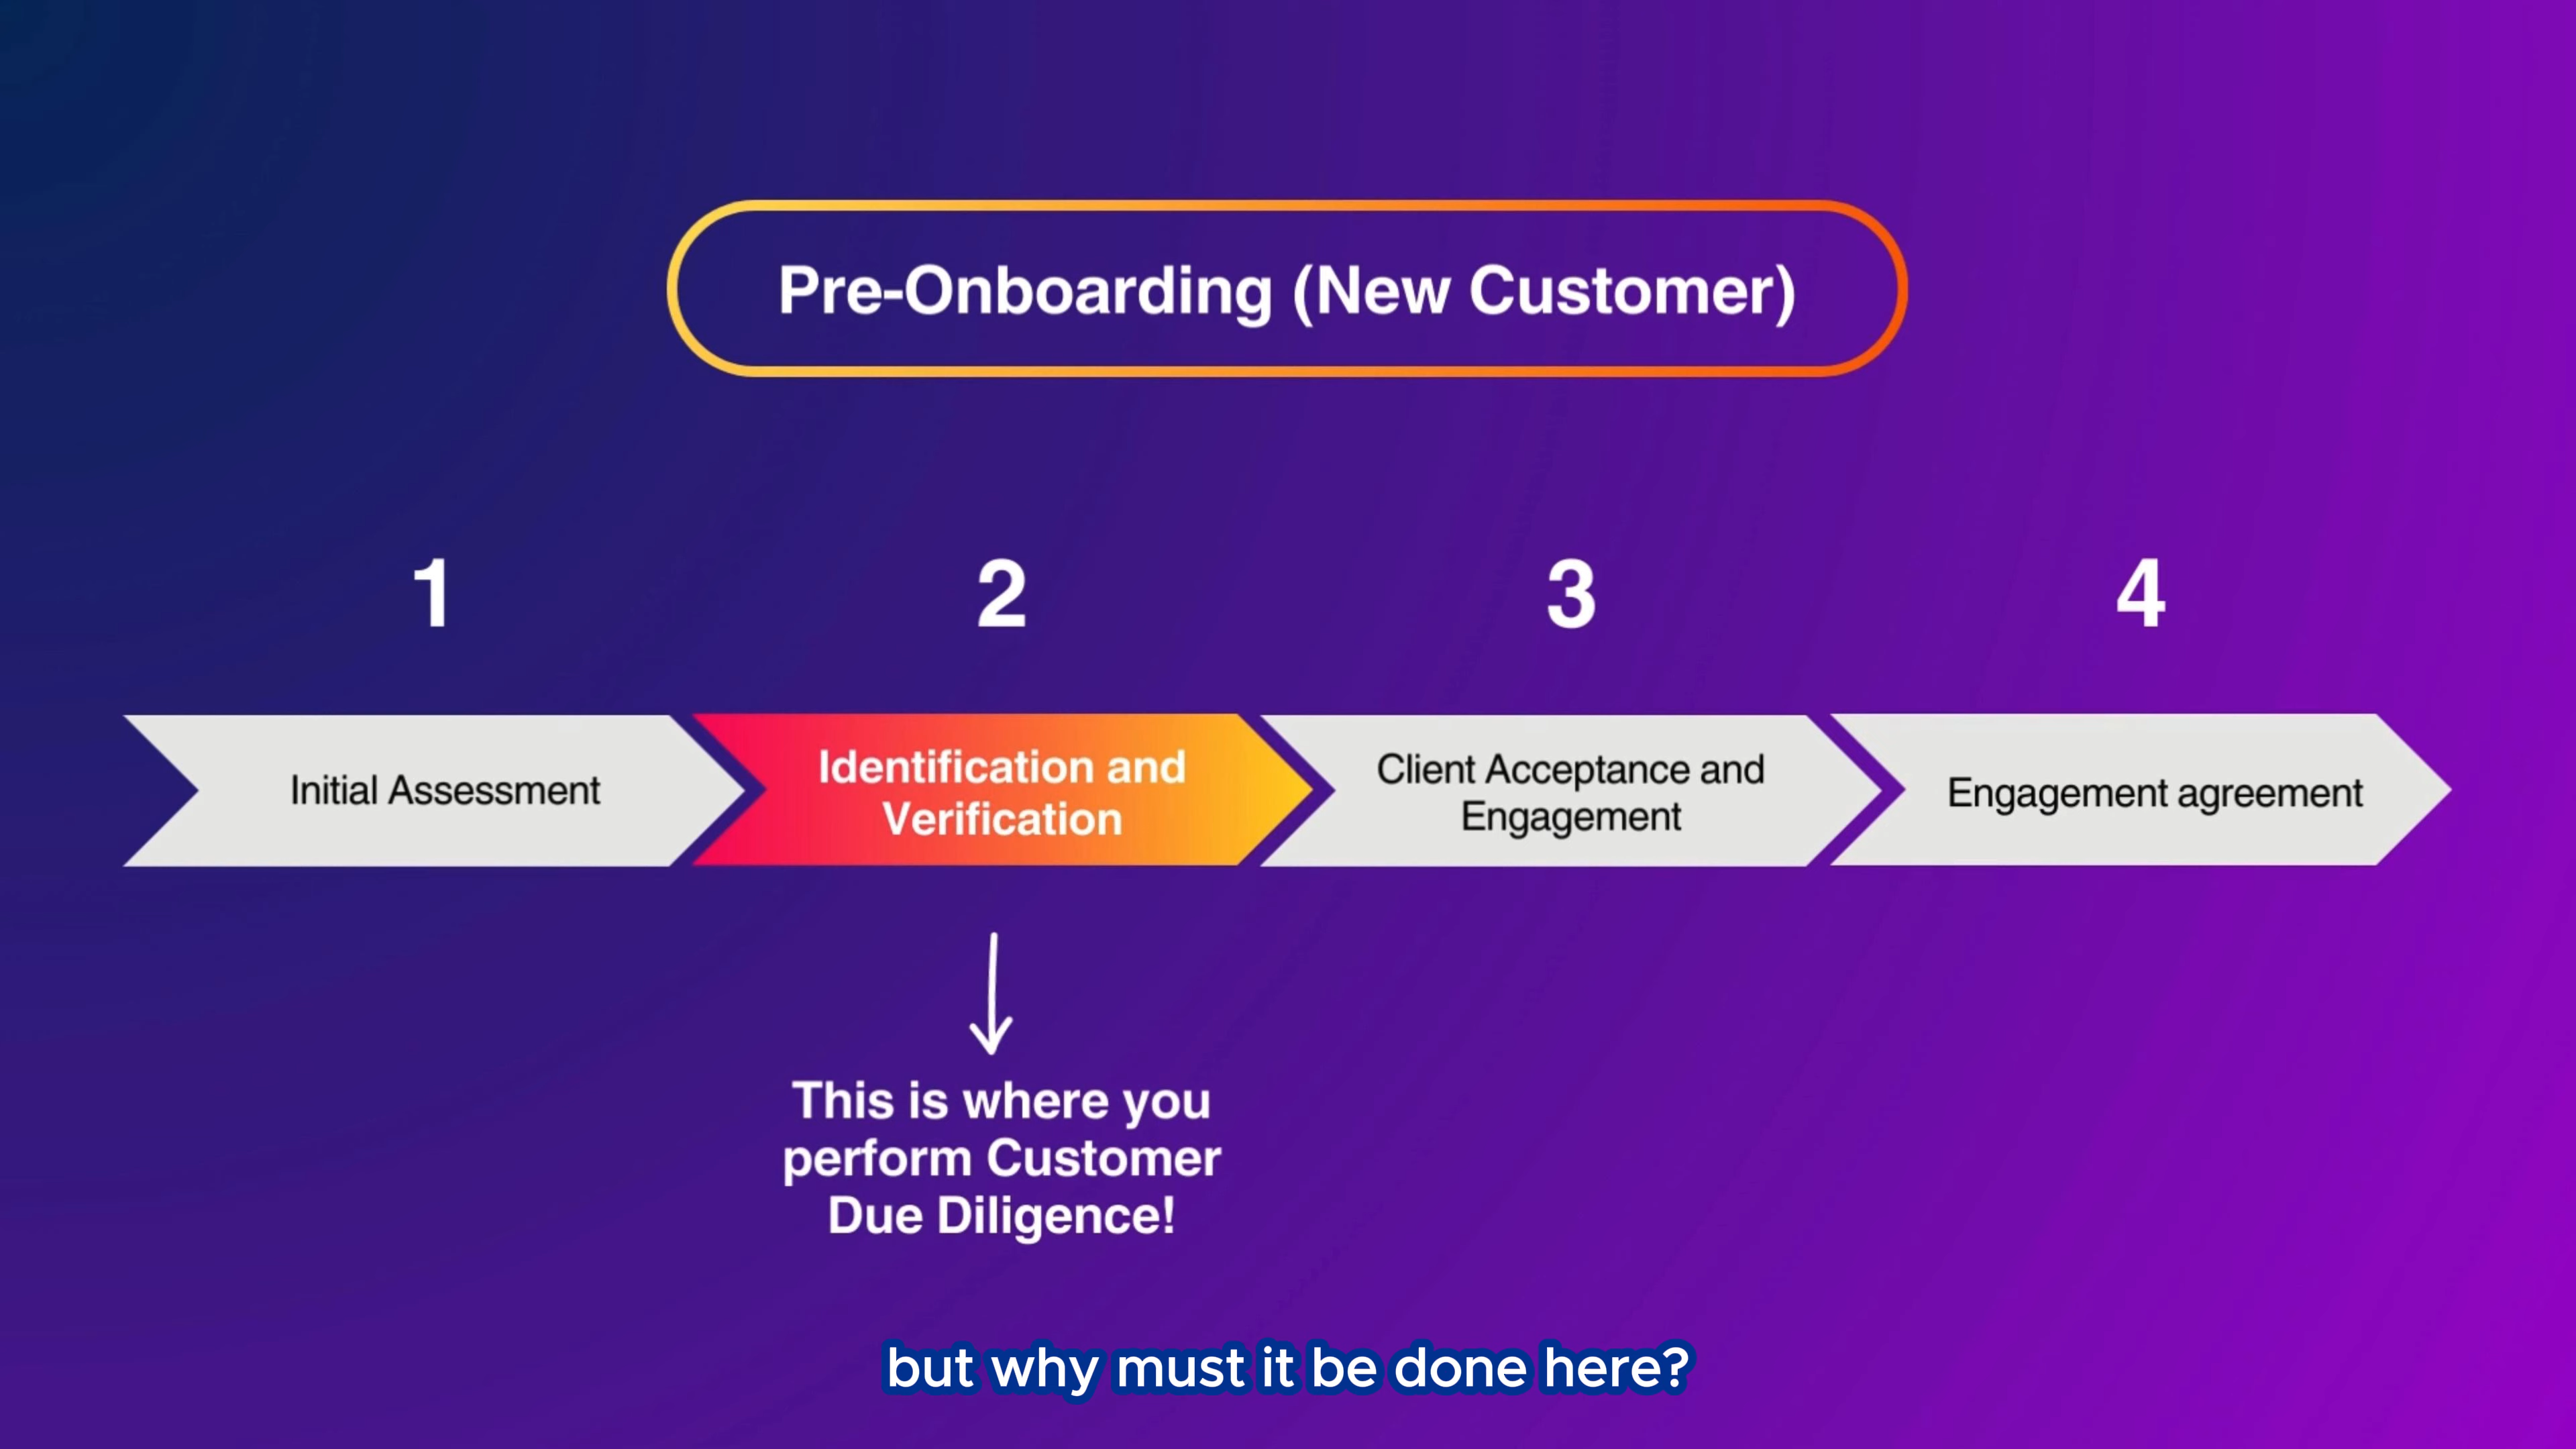 Pre-Onboarding (New Customer)
1
2
3
4
Initial Assessment
Identification and
Verification
Client Acceptance and
Engagement
Engagement agreement
This is where you
perform Customer
Due Diligence!
but why must it be done here?